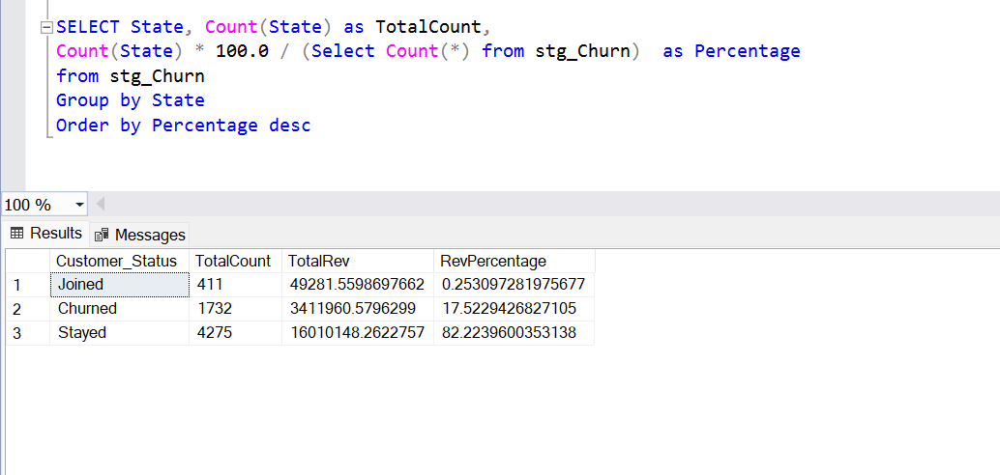 SELECT State, Count(State) as TotalCount,
Count(State) * 100.0 / (Select Count(*) from stg_Churn)  as Percentage
from stg_Churn
Group by State
Order by Percentage desc
100 %
Results Messages
Customer_Status TotalCount TotalRev RevPercentage
1 Joined 411 49281.5598697662 0.253097281975677
2 Churned 1732 3411960.5796299 17.5229426827105
3 Stayed 4275 16010148.2622757 82.2239600353138